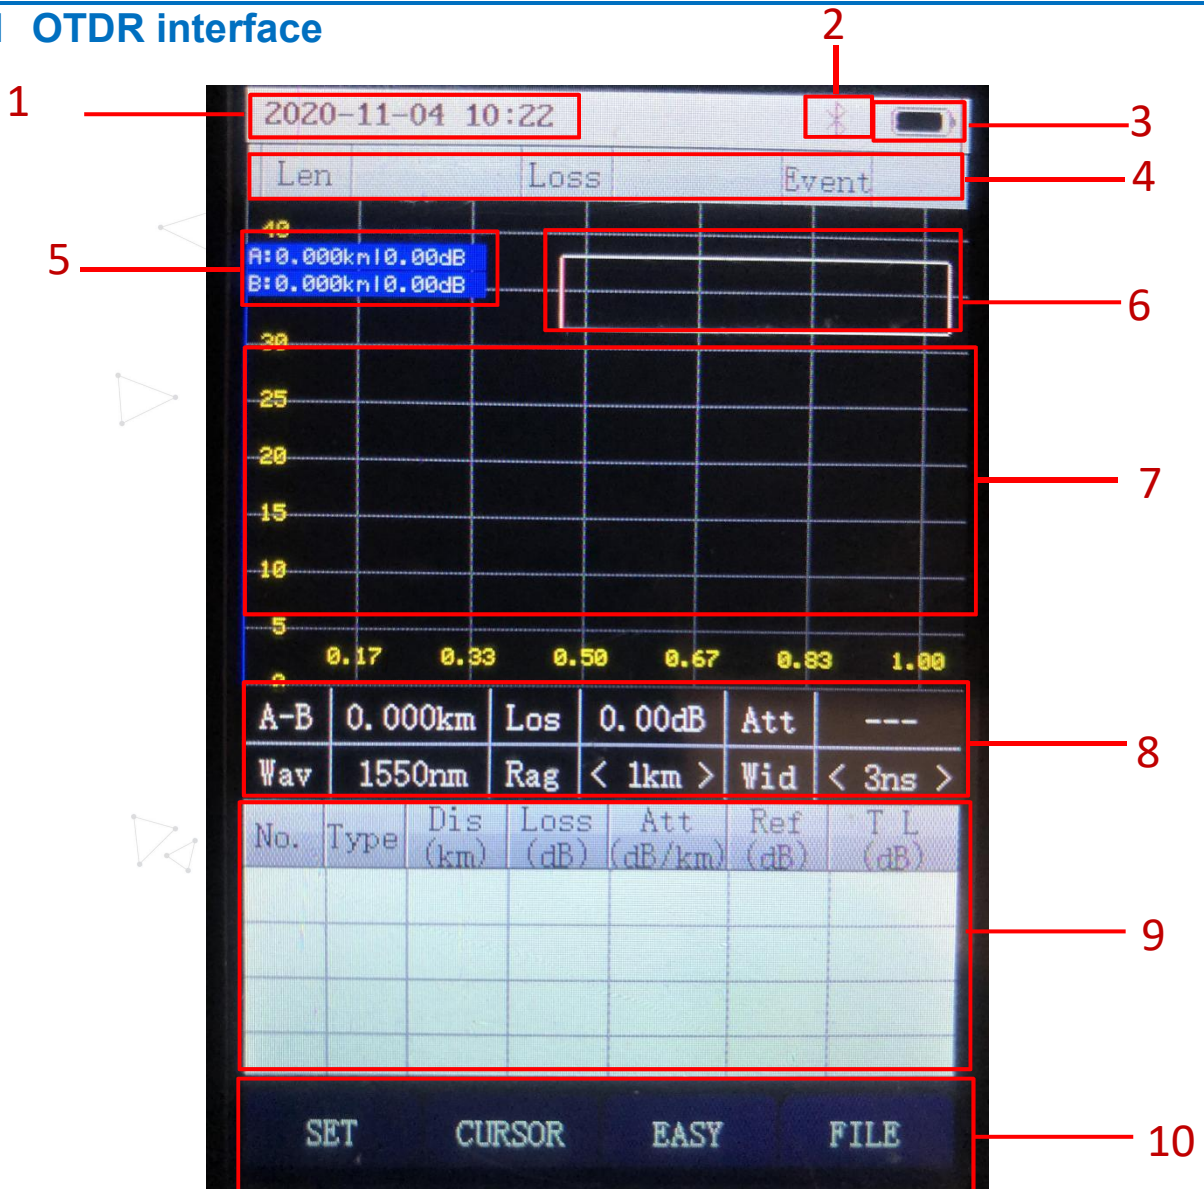 OTDR interface
2
1
2020-11-04 10:22
3
Len Loss Event
4
40
5
A:0.000km|0.00dB
B:0.000km|0.00dB
6
30
25
20
7
15
10
5
0.17 0.33 0.50 0.67 0.83 1.00
0
A-B 0.000km Los 0.00dB Att ---
8
Wav 1550nm Rag < 1km > Wid < 3ns >
No. Type Dis (km) Loss (dB) Att (dB/km) Ref (dB) T L (dB)
9
SET CURSOR EASY FILE
10